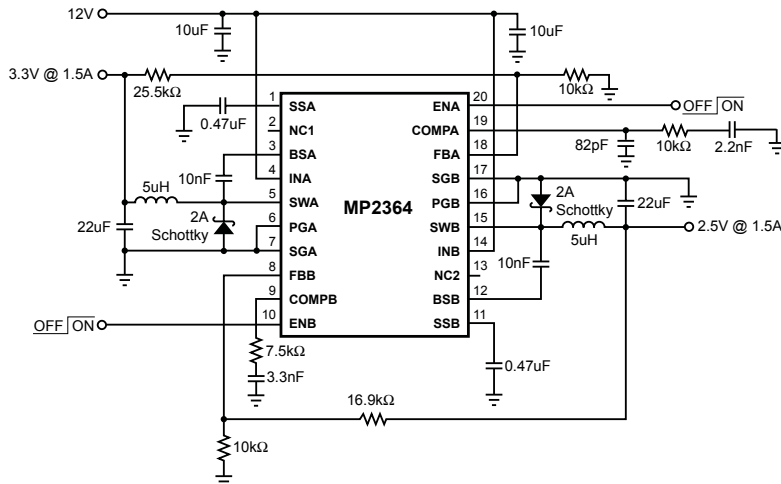 12V
10uF
10uF
3.3V @ 1.5A
25.5kΩ
10kΩ
1 SSA
ENA 20
OFF ON
0.47uF
2 NC1
COMPA 19
82pF
10kΩ
2.2nF
3 BSA
FBA 18
10nF
4 INA
SGB 17
5uH
2A
Schottky
22uF
5 SWA
MP2364
PGB 16
22uF
2A
Schottky
6 PGA
SWB 15
5uH
2.5V @ 1.5A
7 SGA
INB 14
8 FBB
NC2 13
10nF
9 COMPB
BSB 12
OFF ON
10 ENB
SSB 11
7.5kΩ
3.3nF
0.47uF
16.9kΩ
10kΩ